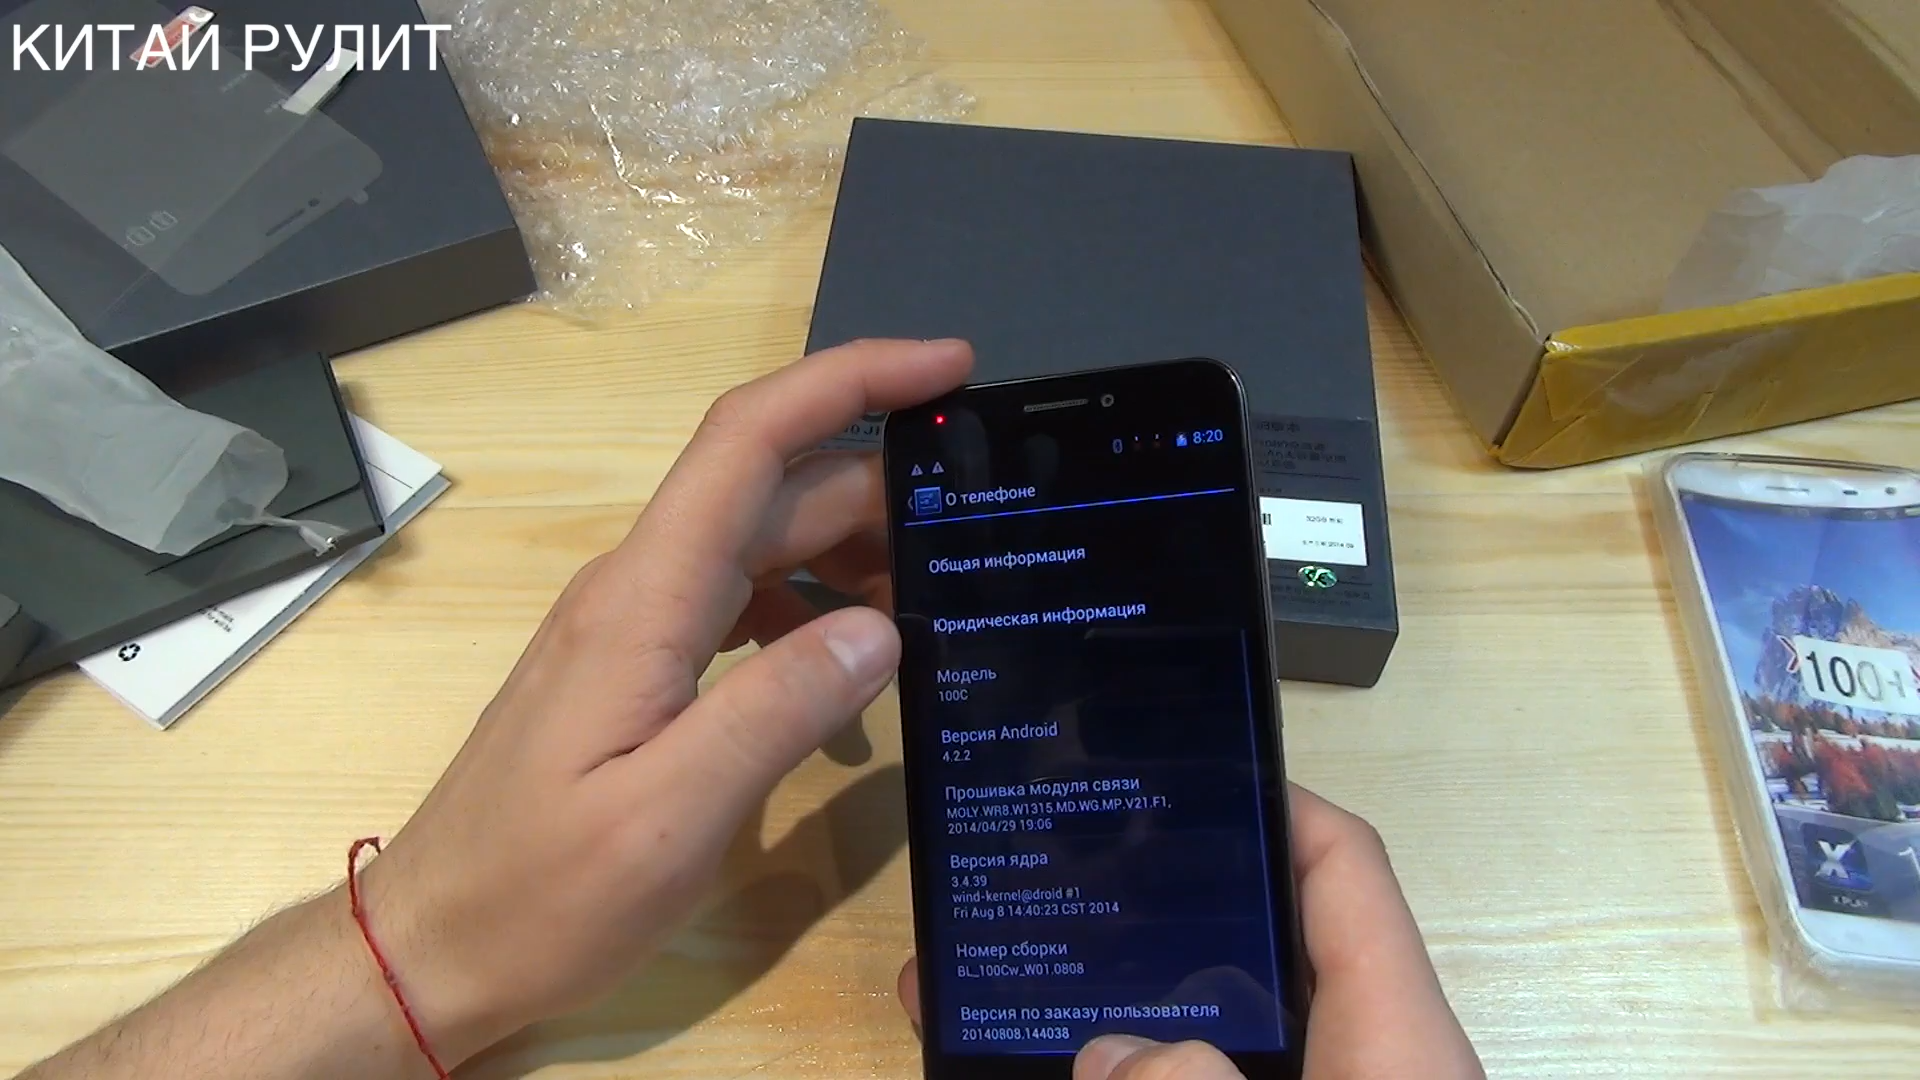 КИТАЙ РУЛИТ
8:20
О телефоне
Общая информация
Юридическая информация
Модель
100C
Версия Android
4.2.2
Прошивка модуля связи
MOLY.WR8.W1315.MD.WG.MP.V21.F1,
2014/04/29 19:06
Версия ядра
3.4.39
wind-kernel@droid #1
Fri Aug 8 14:40:23 CST 2014
Номер сборки
BL_100Cw_W01.0808
Версия по заказу пользователя
20140808.144038
100+
X PLAY